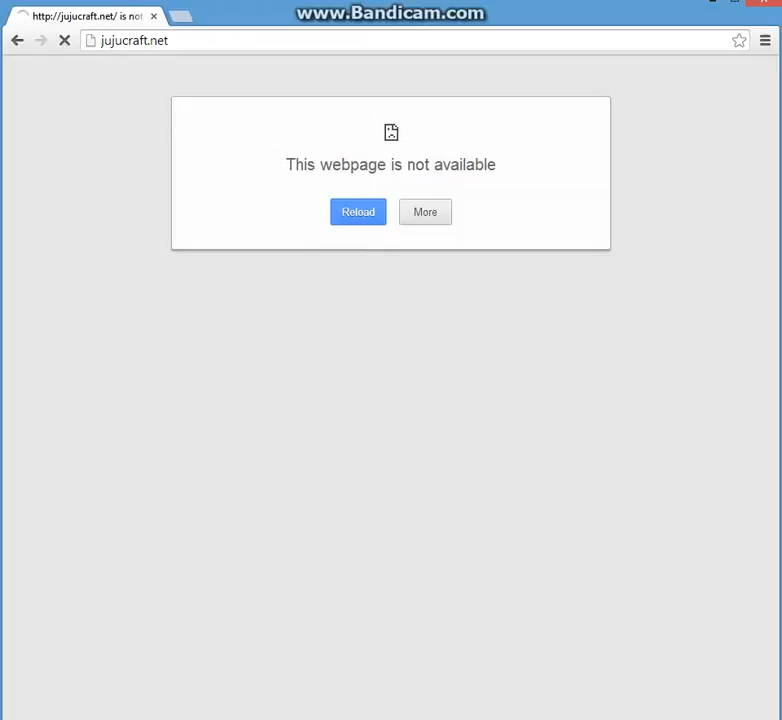 www.Bandicam.com
http://jujucraft.net/ is not
jujucraft.net
This webpage is not available
Reload
More